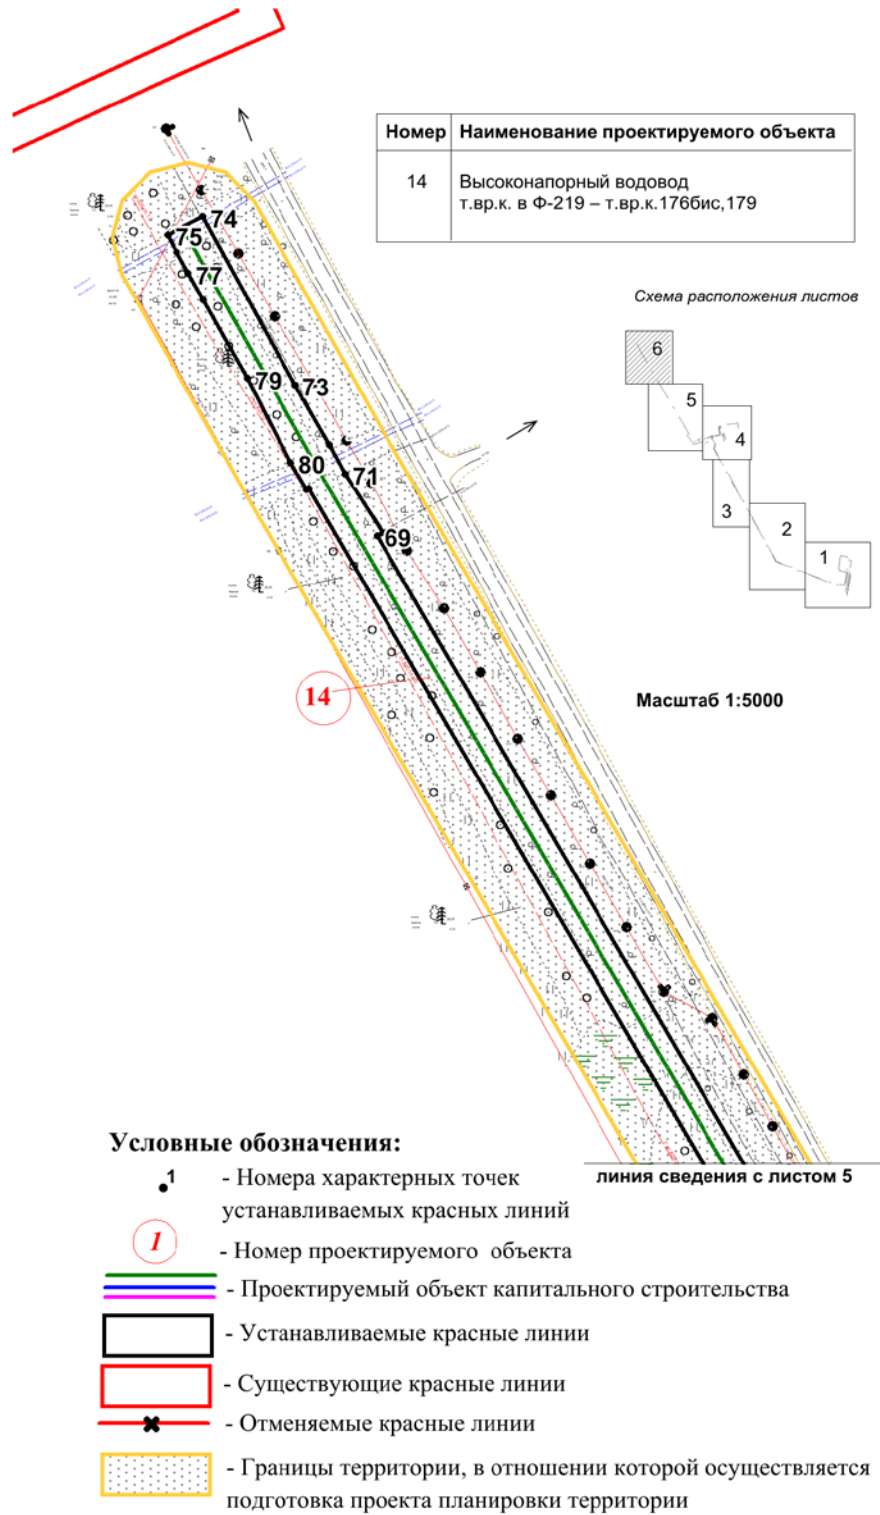 Номер Наименование проектируемого объекта
14 Высоконапорный водовод
т.вр.к. в Ф-219 – т.вр.к.176бис,179
Схема расположения листов
6
5
4
3
2
1
74
75
77
79
73
80
71
69
14
Масштаб 1:5000
линия сведения с листом 5
Условные обозначения:
1 - Номера характерных точек
устанавливаемых красных линий
1 - Номер проектируемого объекта
- Проектируемый объект капитального строительства
- Устанавливаемые красные линии
- Существующие красные линии
- Отменяемые красные линии
- Границы территории, в отношении которой осуществляется
подготовка проекта планировки территории